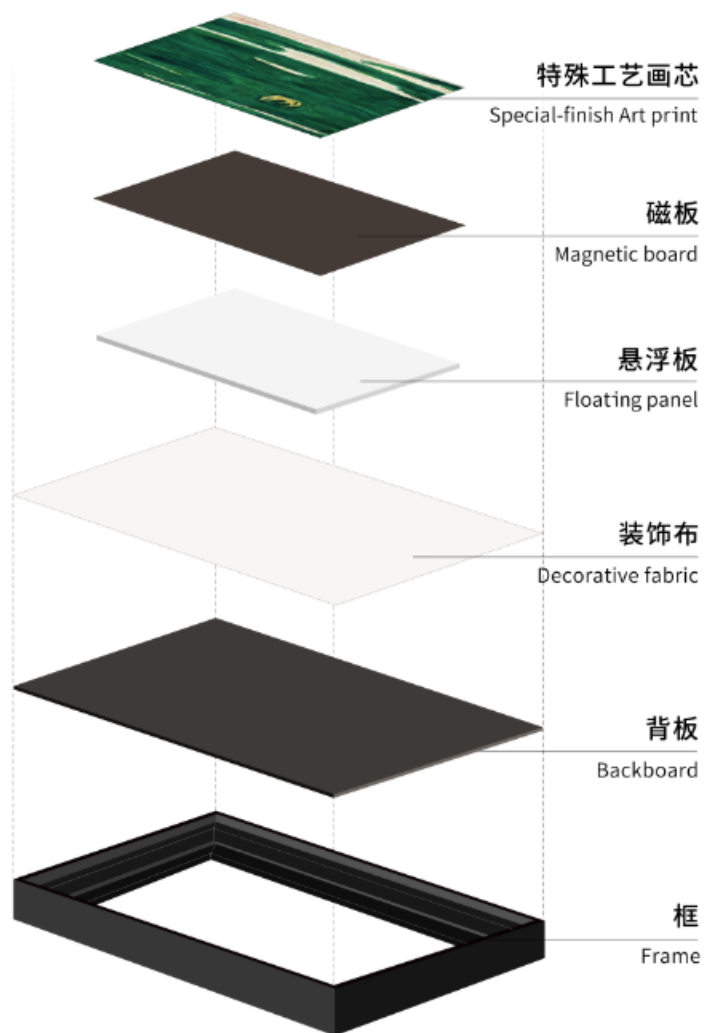 特殊工艺画芯
Special-finish Art print
磁板
Magnetic board
悬浮板
Floating panel
装饰布
Decorative fabric
背板
Backboard
框
Frame